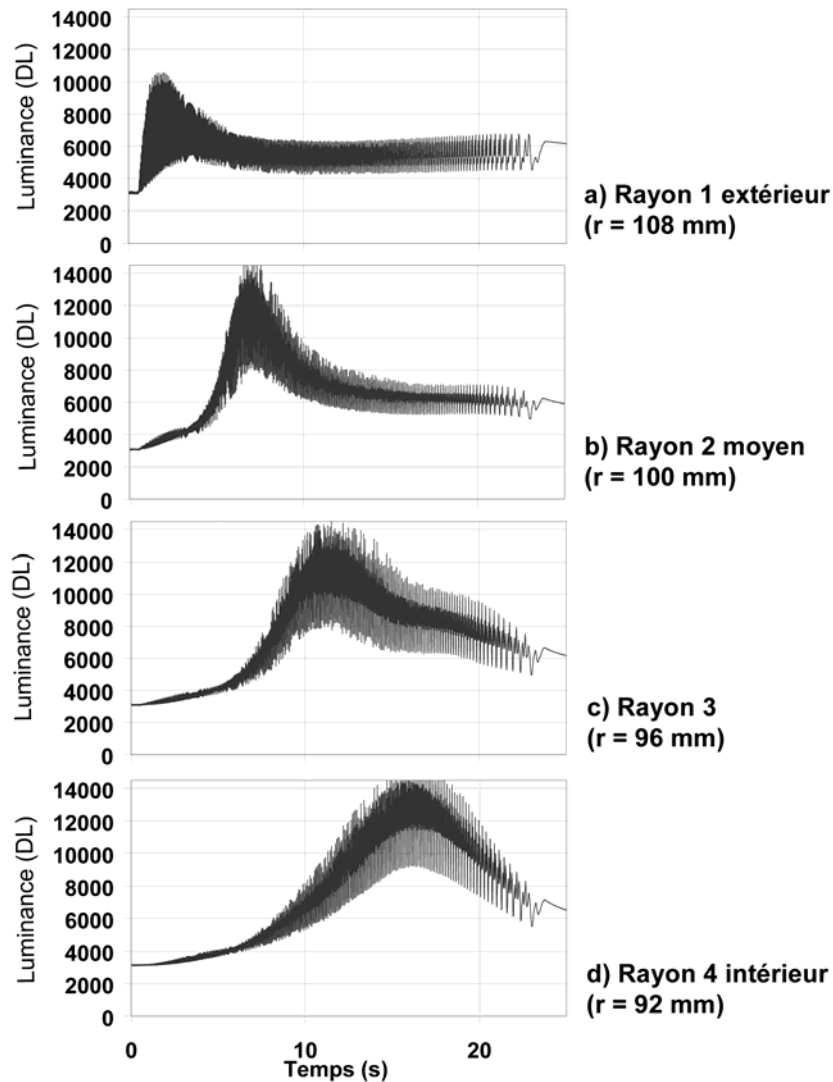 14000
12000
10000
8000
6000
4000
2000
0
Luminance (DL)
a) Rayon 1 extérieur
(r = 108 mm)
14000
12000
10000
8000
6000
4000
2000
0
Luminance (DL)
b) Rayon 2 moyen
(r = 100 mm)
14000
12000
10000
8000
6000
4000
2000
0
Luminance (DL)
c) Rayon 3
(r = 96 mm)
14000
12000
10000
8000
6000
4000
2000
0
Luminance (DL)
d) Rayon 4 intérieur
(r = 92 mm)
0 10 20
Temps (s)